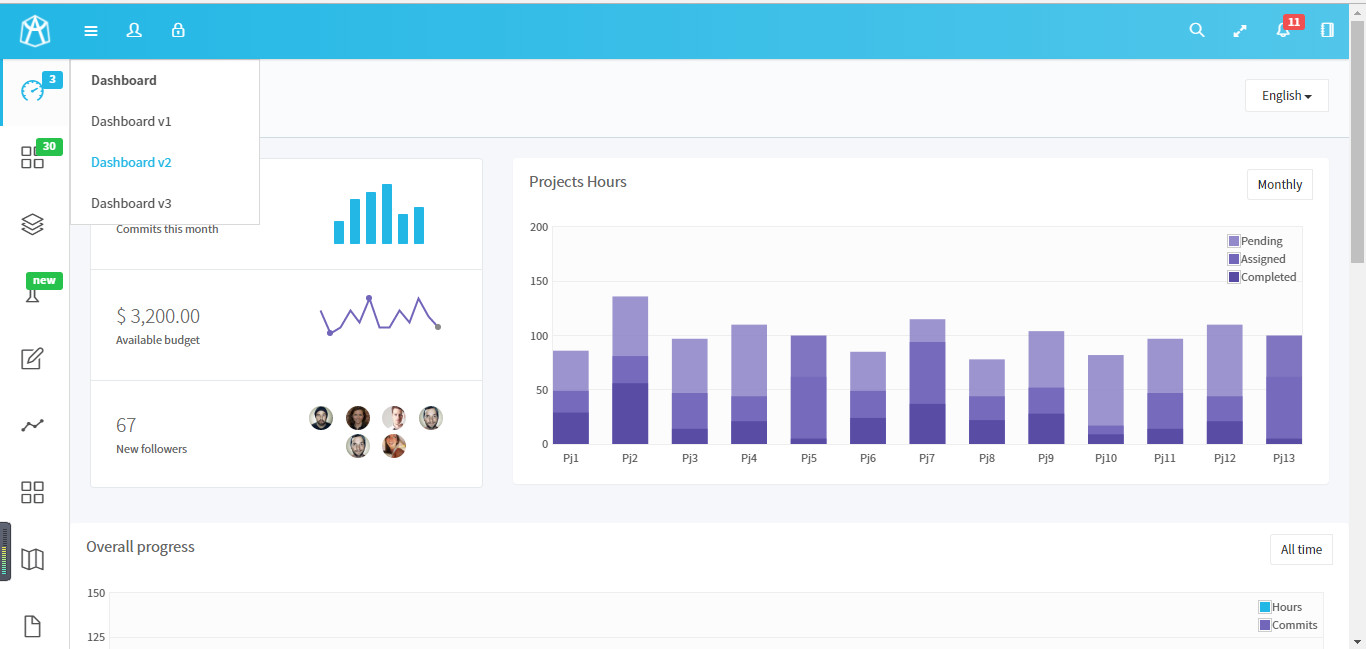 11
3
Dashboard
Dashboard v1
Dashboard v2
Dashboard v3
30
new
English
Commits this month
$ 3,200.00
Available budget
67
New followers
Projects Hours
Monthly
200
150
100
50
0
Pending
Assigned
Completed
Pj1 Pj2 Pj3 Pj4 Pj5 Pj6 Pj7 Pj8 Pj9 Pj10 Pj11 Pj12 Pj13
Overall progress
All time
150
125
Hours
Commits